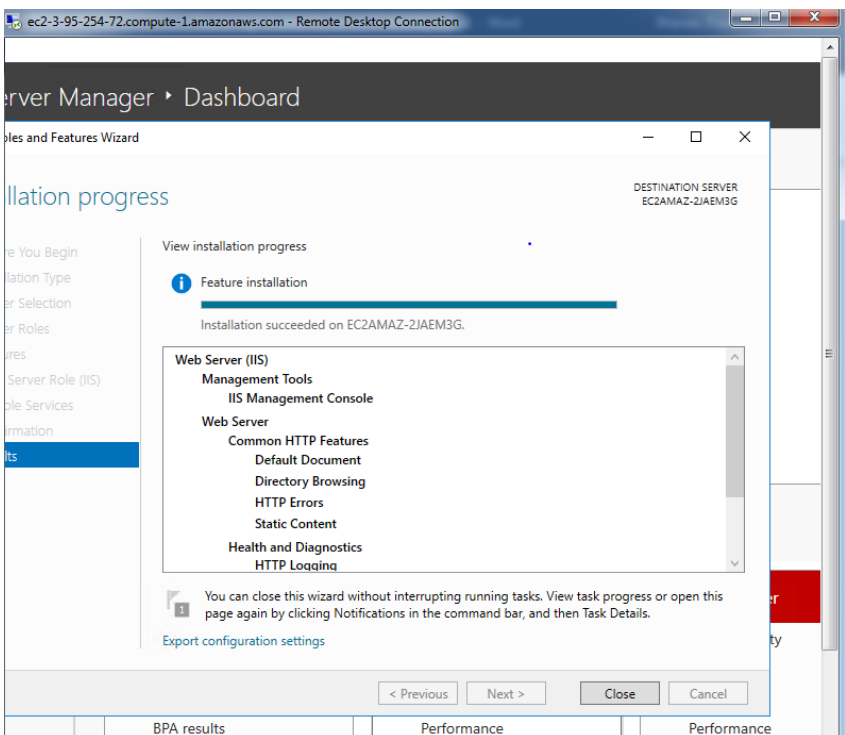 ec2-3-95-254-72.compute-1.amazonaws.com - Remote Desktop Connection
erver Manager • Dashboard
oles and Features Wizard
llation progress
DESTINATION SERVER
EC2AMAZ-2JAEM3G
re You Begin
llation Type
er Selection
er Roles
ures
Server Role (IIS)
ole Services
irmation
lts
View installation progress
Feature installation
Installation succeeded on EC2AMAZ-2JAEM3G.
Web Server (IIS)
Management Tools
IIS Management Console
Web Server
Common HTTP Features
Default Document
Directory Browsing
HTTP Errors
Static Content
Health and Diagnostics
HTTP Logging
1
You can close this wizard without interrupting running tasks. View task progress or open this
page again by clicking Notifications in the command bar, and then Task Details.
Export configuration settings
er
ty
< Previous
Next >
Close
Cancel
BPA results
Performance
Performance